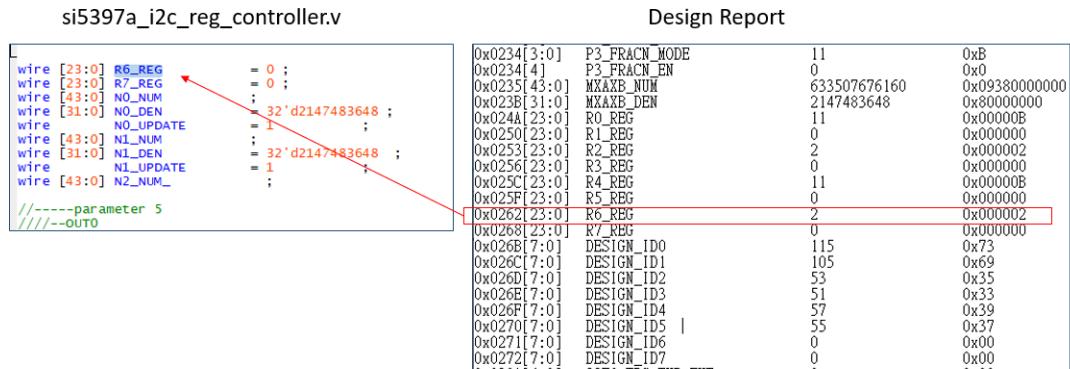 si5397a_i2c_reg_controller.v
Design Report
wire [23:0] R6_REG = 0 ;
wire [23:0] R7_REG = 0 ;
wire [43:0] N0_NUM ;
wire [31:0] N0_DEN = 32'd2147483648 ;
wire N0_UPDATE = 1 ;
wire [43:0] N1_NUM ;
wire [31:0] N1_DEN = 32'd2147483648 ;
wire N1_UPDATE = 1 ;
wire [43:0] N2_NUM_ ;
//-----parameter 5
////--OUT0
0x0234[3:0] P3_FRACN_MODE 11 0xB
0x0234[4] P3_FRACN_EN 0 0x0
0x0235[43:0] MXAXB_NUM 633507676160 0x09380000000
0x023B[31:0] MXAXB_DEN 2147483648 0x80000000
0x024A[23:0] R0_REG 11 0x00000B
0x0250[23:0] R1_REG 0 0x000000
0x0253[23:0] R2_REG 2 0x000002
0x0256[23:0] R3_REG 0 0x000000
0x025C[23:0] R4_REG 11 0x00000B
0x025F[23:0] R5_REG 0 0x000000
0x0262[23:0] R6_REG 2 0x000002
0x0268[23:0] R7_REG 0 0x000000
0x026B[7:0] DESIGN_ID0 115 0x73
0x026C[7:0] DESIGN_ID1 105 0x69
0x026D[7:0] DESIGN_ID2 53 0x35
0x026E[7:0] DESIGN_ID3 51 0x33
0x026F[7:0] DESIGN_ID4 57 0x39
0x0270[7:0] DESIGN_ID5 55 0x37
0x0271[7:0] DESIGN_ID6 0 0x00
0x0272[7:0] DESIGN_ID7 0 0x00